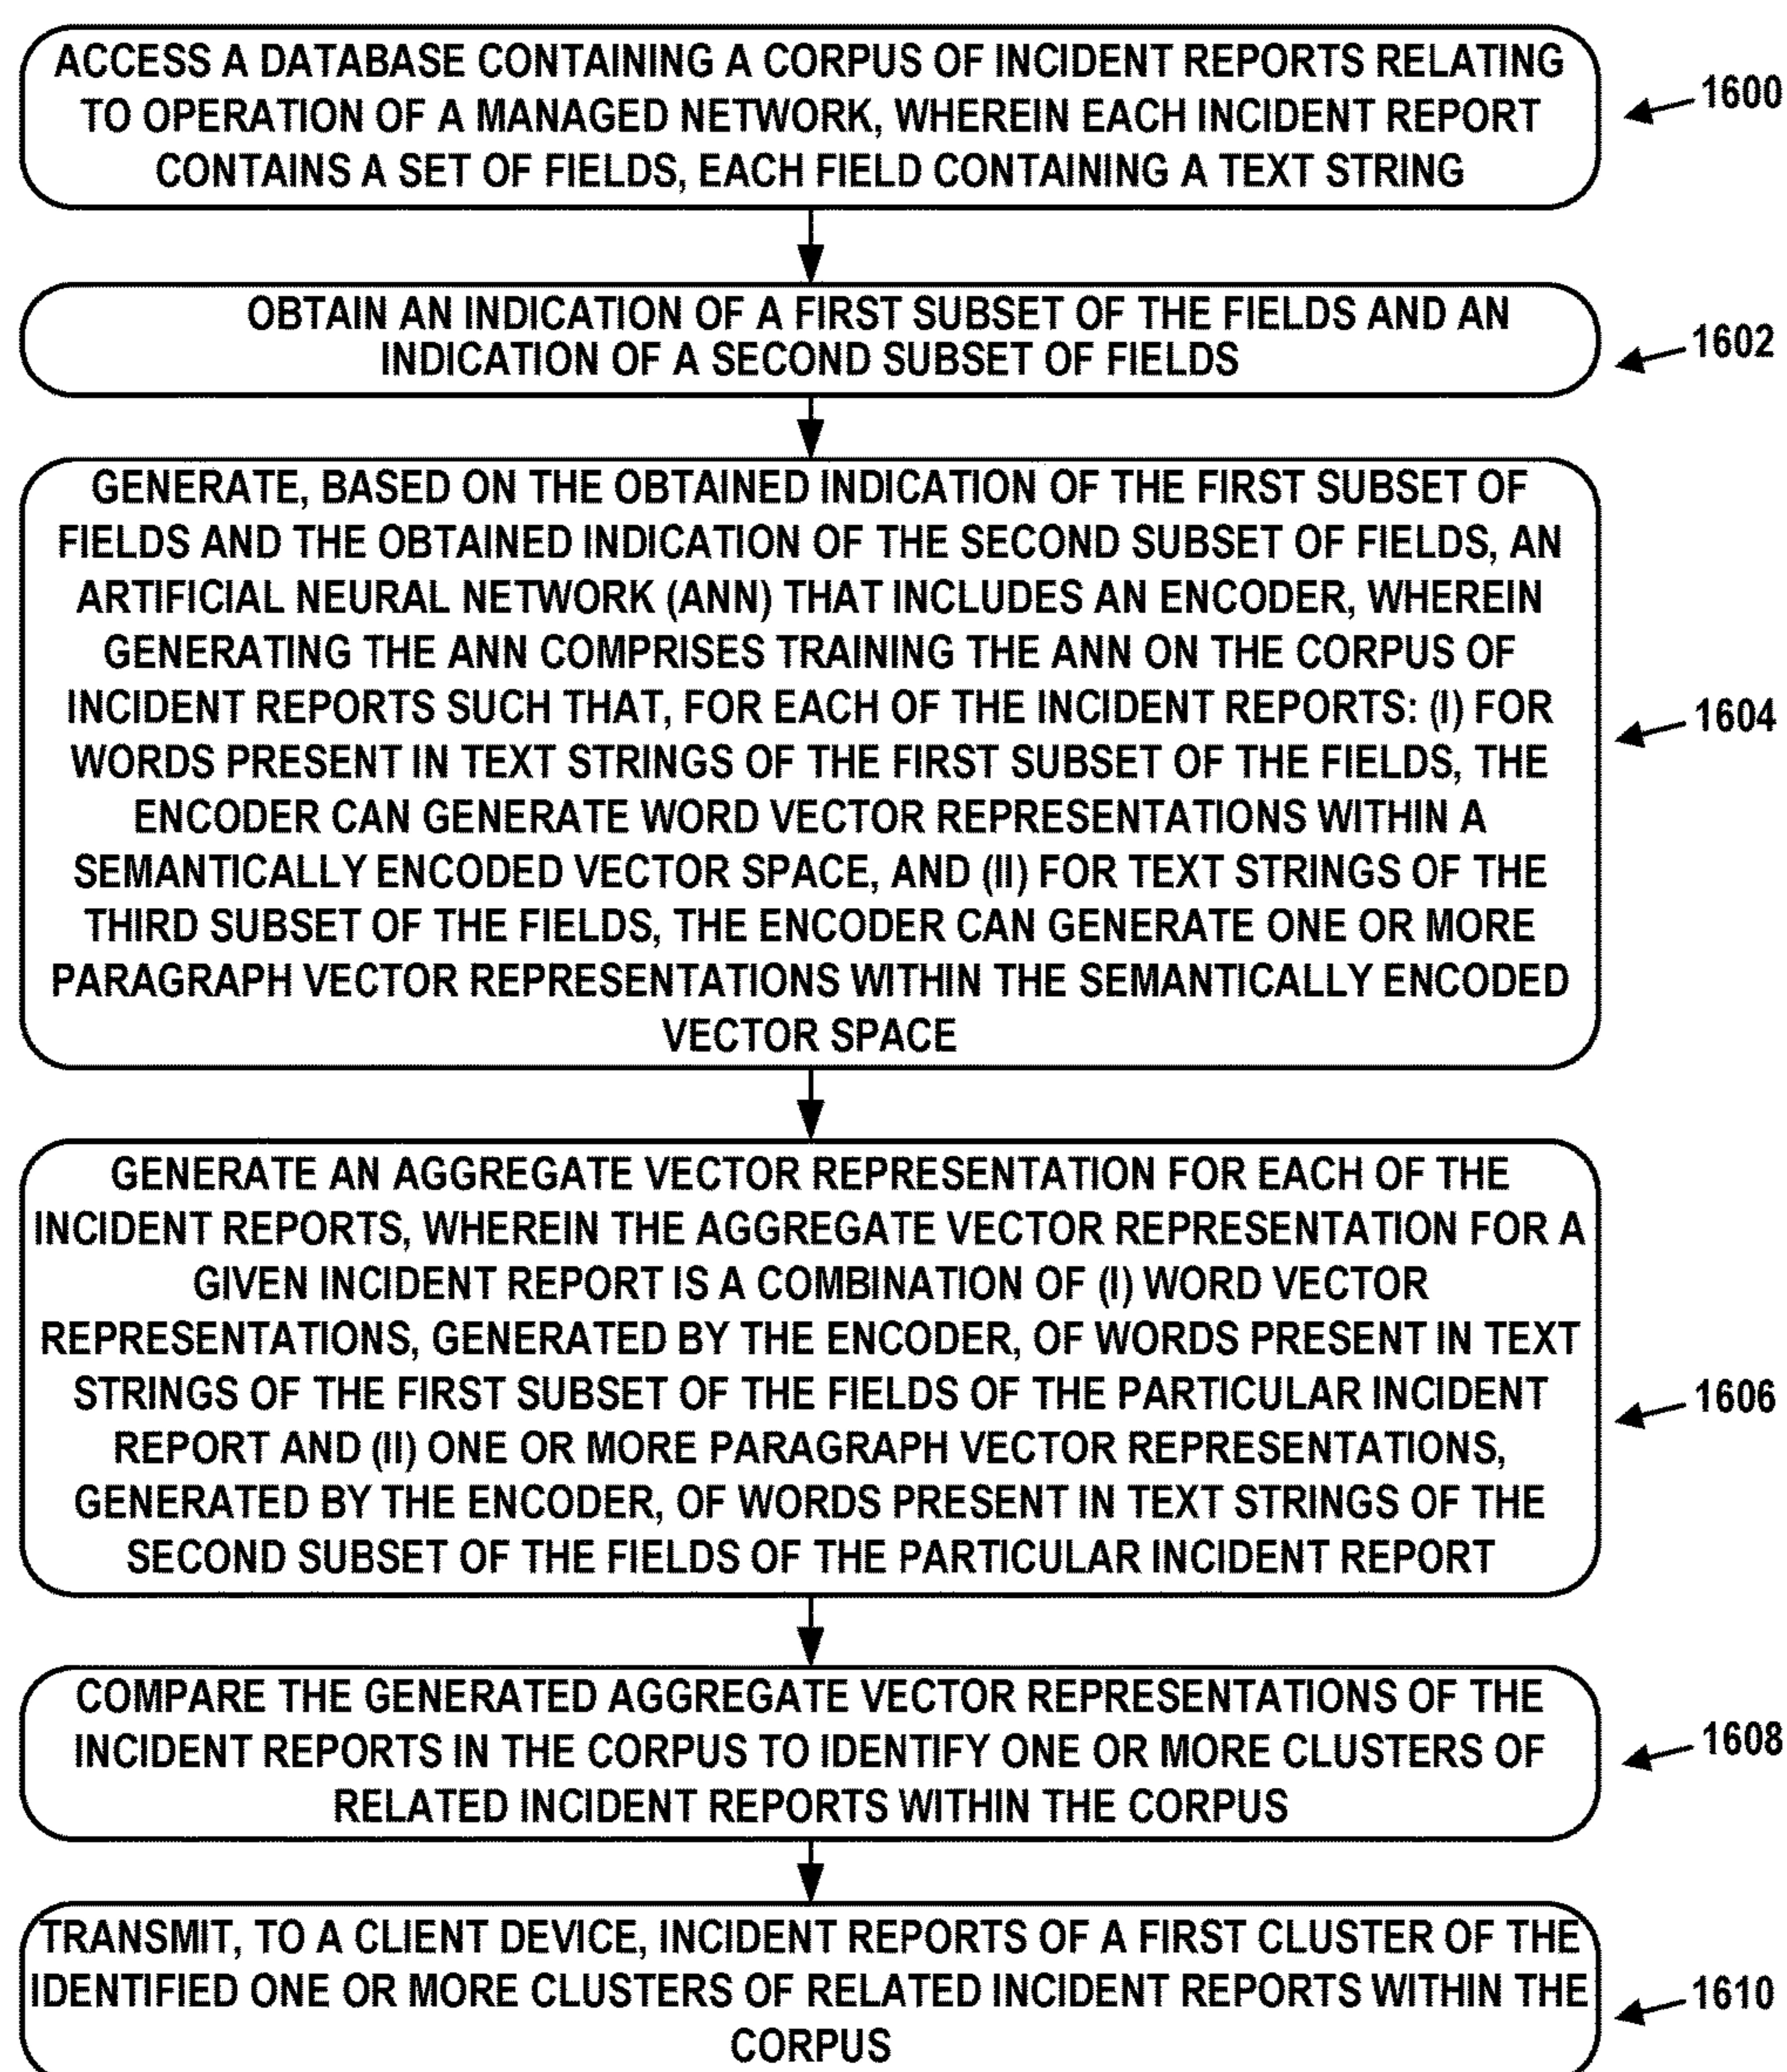 ACCESS A DATABASE CONTAINING A CORPUS OF INCIDENT REPORTS RELATING
TO OPERATION OF A MANAGED NETWORK, WHEREIN EACH INCIDENT REPORT
CONTAINS A SET OF FIELDS, EACH FIELD CONTAINING A TEXT STRING
1600
OBTAIN AN INDICATION OF A FIRST SUBSET OF THE FIELDS AND AN
INDICATION OF A SECOND SUBSET OF FIELDS
1602
GENERATE, BASED ON THE OBTAINED INDICATION OF THE FIRST SUBSET OF
FIELDS AND THE OBTAINED INDICATION OF THE SECOND SUBSET OF FIELDS, AN
ARTIFICIAL NEURAL NETWORK (ANN) THAT INCLUDES AN ENCODER, WHEREIN
GENERATING THE ANN COMPRISES TRAINING THE ANN ON THE CORPUS OF
INCIDENT REPORTS SUCH THAT, FOR EACH OF THE INCIDENT REPORTS: (I) FOR
WORDS PRESENT IN TEXT STRINGS OF THE FIRST SUBSET OF THE FIELDS, THE
ENCODER CAN GENERATE WORD VECTOR REPRESENTATIONS WITHIN A
SEMANTICALLY ENCODED VECTOR SPACE, AND (II) FOR TEXT STRINGS OF THE
THIRD SUBSET OF THE FIELDS, THE ENCODER CAN GENERATE ONE OR MORE
PARAGRAPH VECTOR REPRESENTATIONS WITHIN THE SEMANTICALLY ENCODED
VECTOR SPACE
1604
GENERATE AN AGGREGATE VECTOR REPRESENTATION FOR EACH OF THE
INCIDENT REPORTS, WHEREIN THE AGGREGATE VECTOR REPRESENTATION FOR A
GIVEN INCIDENT REPORT IS A COMBINATION OF (I) WORD VECTOR
REPRESENTATIONS, GENERATED BY THE ENCODER, OF WORDS PRESENT IN TEXT
STRINGS OF THE FIRST SUBSET OF THE FIELDS OF THE PARTICULAR INCIDENT
REPORT AND (II) ONE OR MORE PARAGRAPH VECTOR REPRESENTATIONS,
GENERATED BY THE ENCODER, OF WORDS PRESENT IN TEXT STRINGS OF THE
SECOND SUBSET OF THE FIELDS OF THE PARTICULAR INCIDENT REPORT
1606
COMPARE THE GENERATED AGGREGATE VECTOR REPRESENTATIONS OF THE
INCIDENT REPORTS IN THE CORPUS TO IDENTIFY ONE OR MORE CLUSTERS OF
RELATED INCIDENT REPORTS WITHIN THE CORPUS
1608
TRANSMIT, TO A CLIENT DEVICE, INCIDENT REPORTS OF A FIRST CLUSTER OF THE
IDENTIFIED ONE OR MORE CLUSTERS OF RELATED INCIDENT REPORTS WITHIN THE
CORPUS
1610